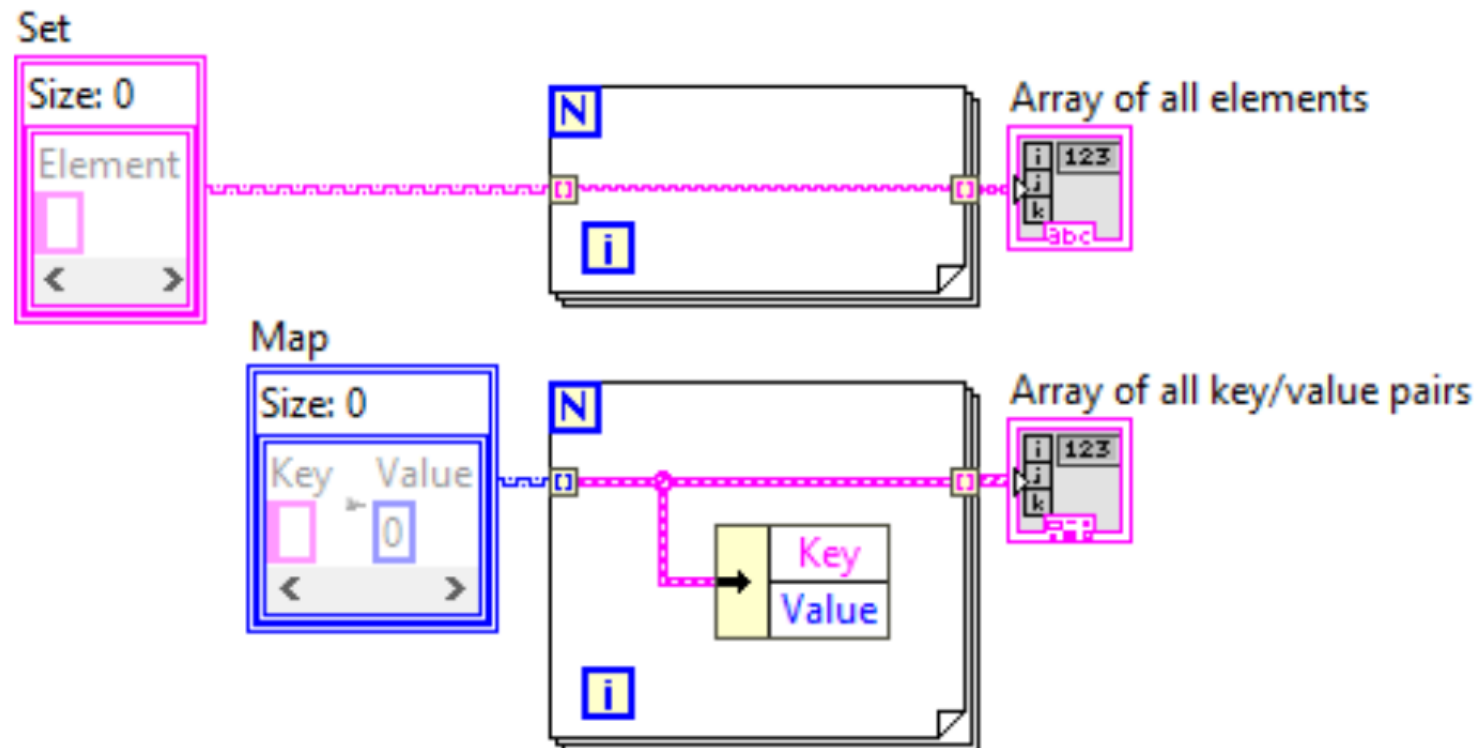 Set
Size: 0
Element
N
i
Array of all elements
i 123
j
k
abc
Map
Size: 0
Key Value
0
N
Key
Value
i
Array of all key/value pairs
i 123
j
k